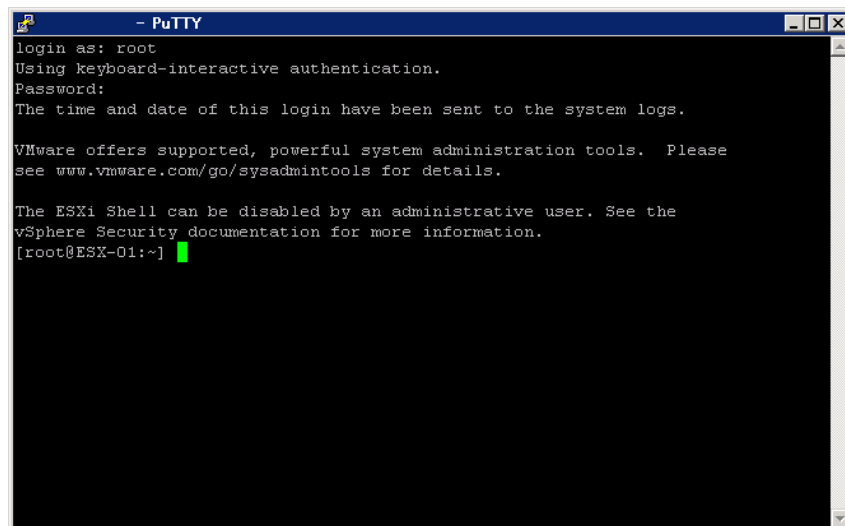 - PuTTY
login as: root
Using keyboard-interactive authentication.
Password:
The time and date of this login have been sent to the system logs.
VMware offers supported, powerful system administration tools.  Please
see www.vmware.com/go/sysadmintools for details.
The ESXi Shell can be disabled by an administrative user. See the
vSphere Security documentation for more information.
[root@ESX-01:~]